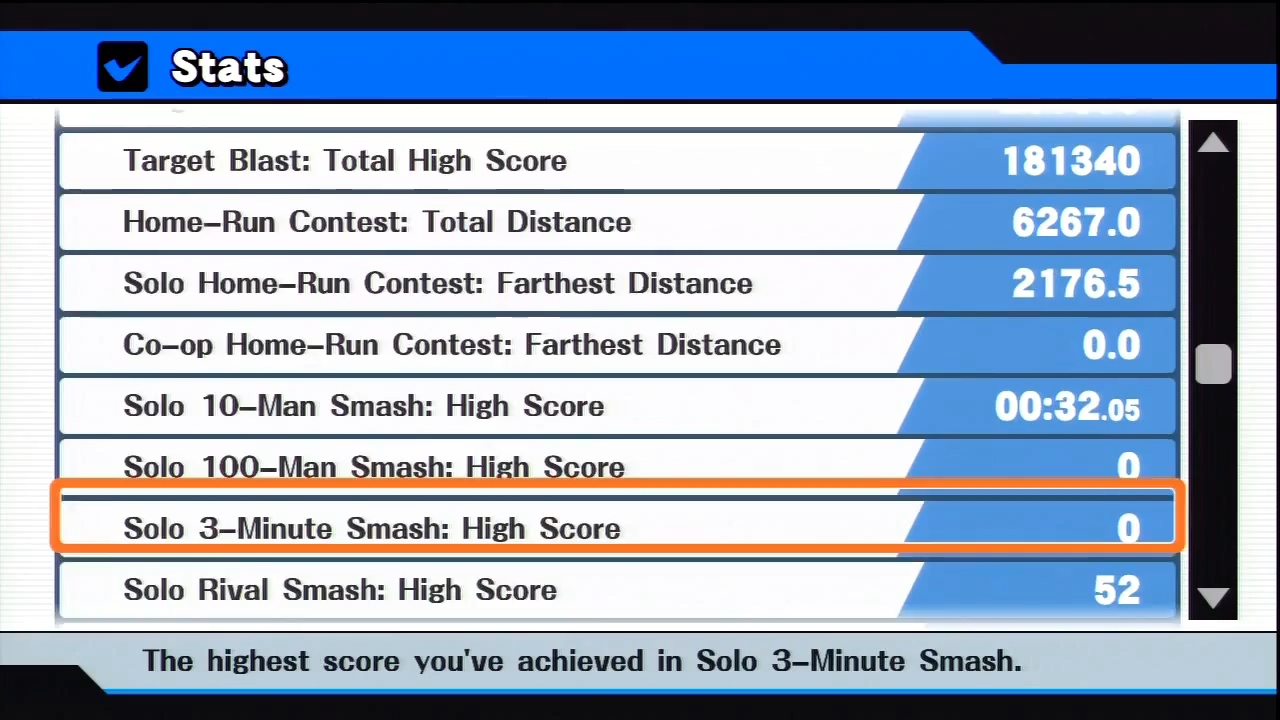 Stats
Target Blast: Total High Score 181340
Home-Run Contest: Total Distance 6267.0
Solo Home-Run Contest: Farthest Distance 2176.5
Co-op Home-Run Contest: Farthest Distance 0.0
Solo 10-Man Smash: High Score 00:32.05
Solo 100-Man Smash: High Score 0
Solo 3-Minute Smash: High Score 0
Solo Rival Smash: High Score 52
The highest score you've achieved in Solo 3-Minute Smash.